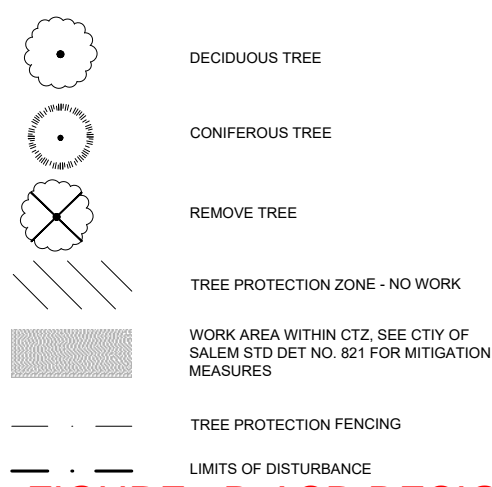 DECIDUOUS TREE
CONIFEROUS TREE
REMOVE TREE
TREE PROTECTION ZONE - NO WORK
WORK AREA WITHIN CTZ, SEE CTIY OF
SALEM STD DET NO. 821 FOR MITIGATION
MEASURES
TREE PROTECTION FENCING
LIMITS OF DISTURBANCE